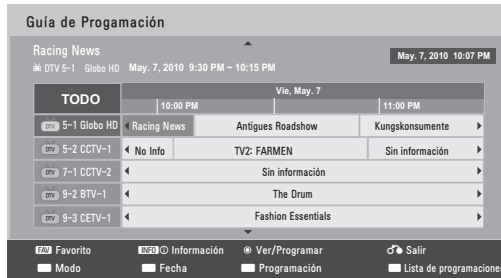 Guía de Progamación
Racing News
DTV 5-1 Globo HD May. 7, 2010 9:30 PM ~ 10:15 PM
May. 7, 2010 10:07 PM
TODO
Vie, May. 7
10:00 PM 11:00 PM
DTV 5-1 Globo HD Racing News Antigues Roadshow Kungskonsumente
DTV 5-2 CCTV-1 No Info TV2: FARMEN Sin información
DTV 7-1 CCTV-2 Sin información
DTV 9-2 BTV-1 The Drum
DTV 9-3 CETV-1 Fashion Essentials
FAV Favorito INFO i Información Ver/Programar Salir
Modo Fecha Programación Lista de programacione